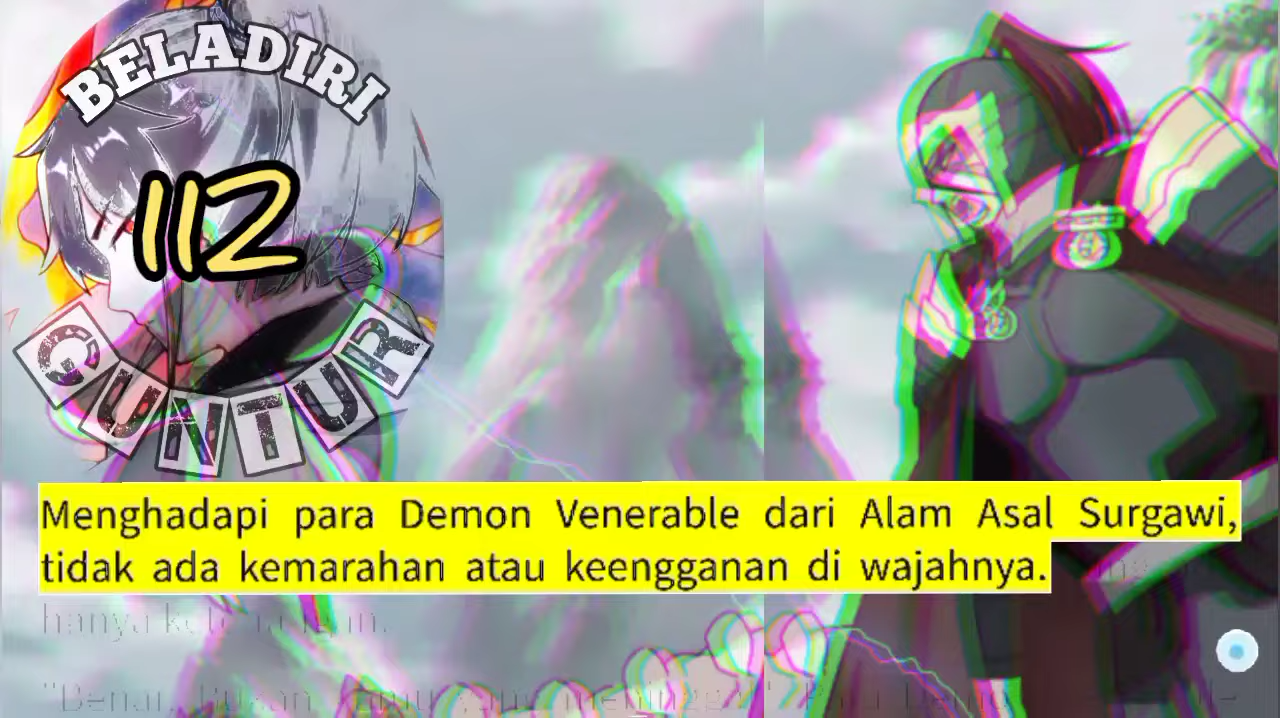 BELADIRI
112
GUNTUR
Menghadapi para Demon Venerable dari Alam Asal Surgawi,
tidak ada kemarahan atau keengganan di wajahnya.